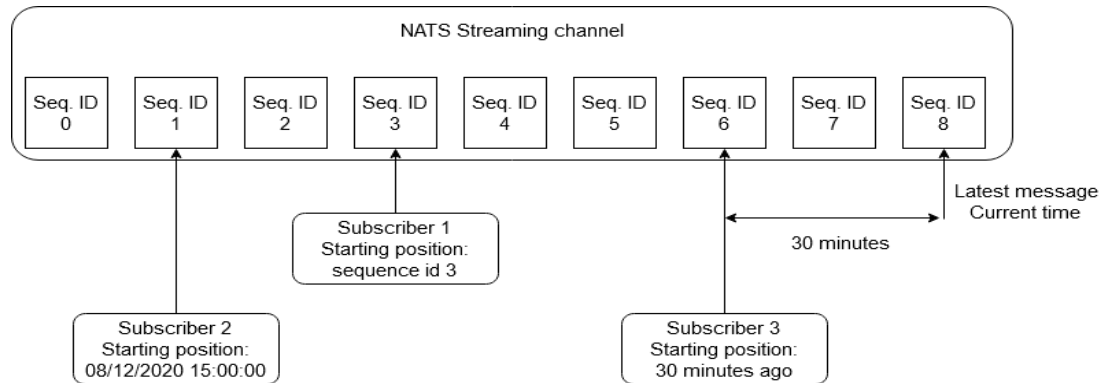 NATS Streaming channel
Seq. ID
0
Seq. ID
1
Seq. ID
2
Seq. ID
3
Seq. ID
4
Seq. ID
5
Seq. ID
6
Seq. ID
7
Seq. ID
8
Latest message
Current time
30 minutes
Subscriber 1
Starting position:
sequence id 3
Subscriber 2
Starting position:
08/12/2020 15:00:00
Subscriber 3
Starting position:
30 minutes ago